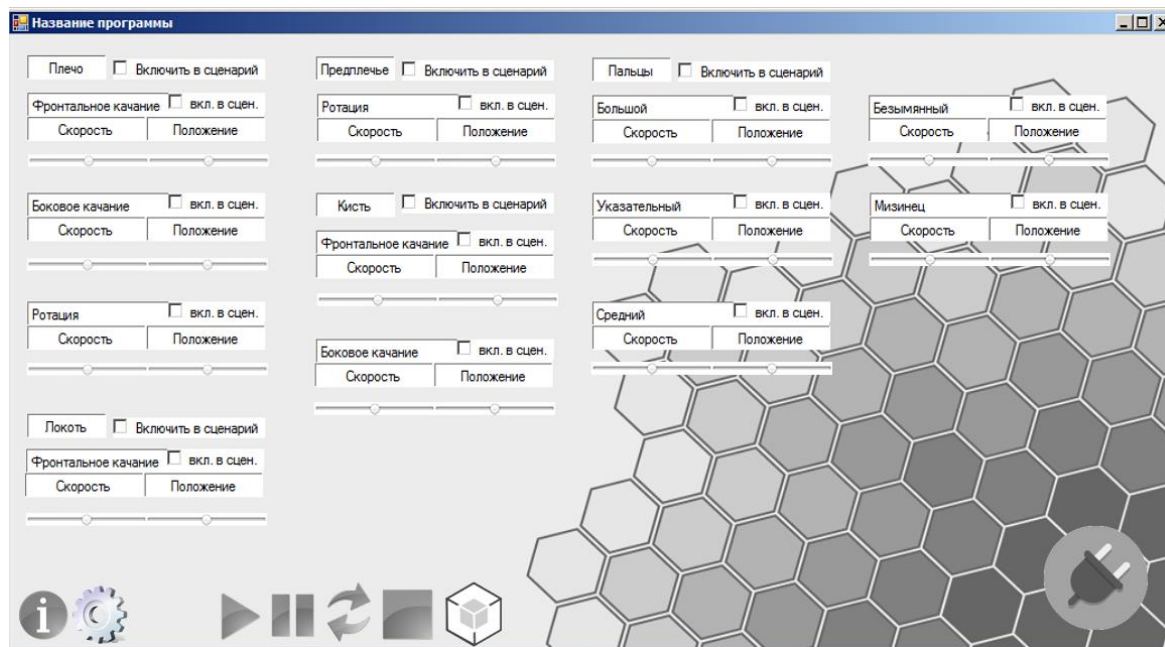 Название программы
Плечо Включить в сценарий
Фронтальное качание вкл. в сцен.
Скорость Положение
Боковое качание вкл. в сцен.
Скорость Положение
Ротация вкл. в сцен.
Скорость Положение
Локоть Включить в сценарий
Фронтальное качание вкл. в сцен.
Скорость Положение
Предплечье Включить в сценарий
Ротация вкл. в сцен.
Скорость Положение
Кисть Включить в сценарий
Фронтальное качание вкл. в сцен.
Скорость Положение
Боковое качание вкл. в сцен.
Скорость Положение
Пальцы Включить в сценарий
Большой вкл. в сцен.
Скорость Положение
Указательный вкл. в сцен.
Скорость Положение
Средний вкл. в сцен.
Скорость Положение
Безымянный вкл. в сцен.
Скорость Положение
Мизинец вкл. в сцен.
Скорость Положение